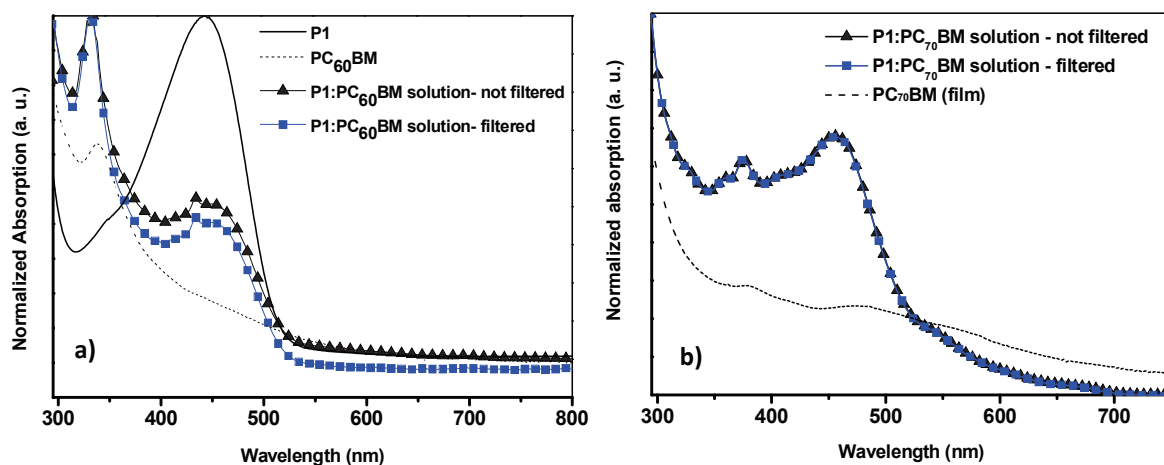 Normalized Absorption (a. u.)
P1
PC60BM
P1:PC60BM solution- not filtered
P1:PC60BM solution- filtered
a)
300 400 500 600 700 800
Wavelength (nm)
Normalized absorption (a. u.)
P1:PC70BM solution - not filtered
P1:PC70BM solution - filtered
PC70BM (film)
b)
300 400 500 600 700
Wavelength (nm)